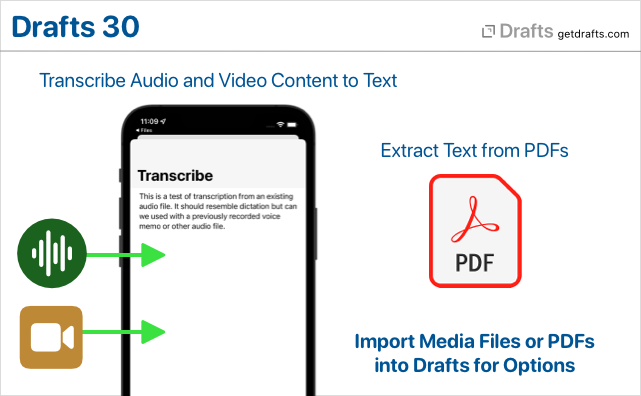 Drafts 30
Drafts getdrafts.com
Transcribe Audio and Video Content to Text
11:09
Files
Transcribe
This is a test of transcription from an existing
audio file. It should resemble dictation but can
we used with a previously recorded voice
memo or other audio file.
Extract Text from PDFs
PDF
Import Media Files or PDFs
into Drafts for Options